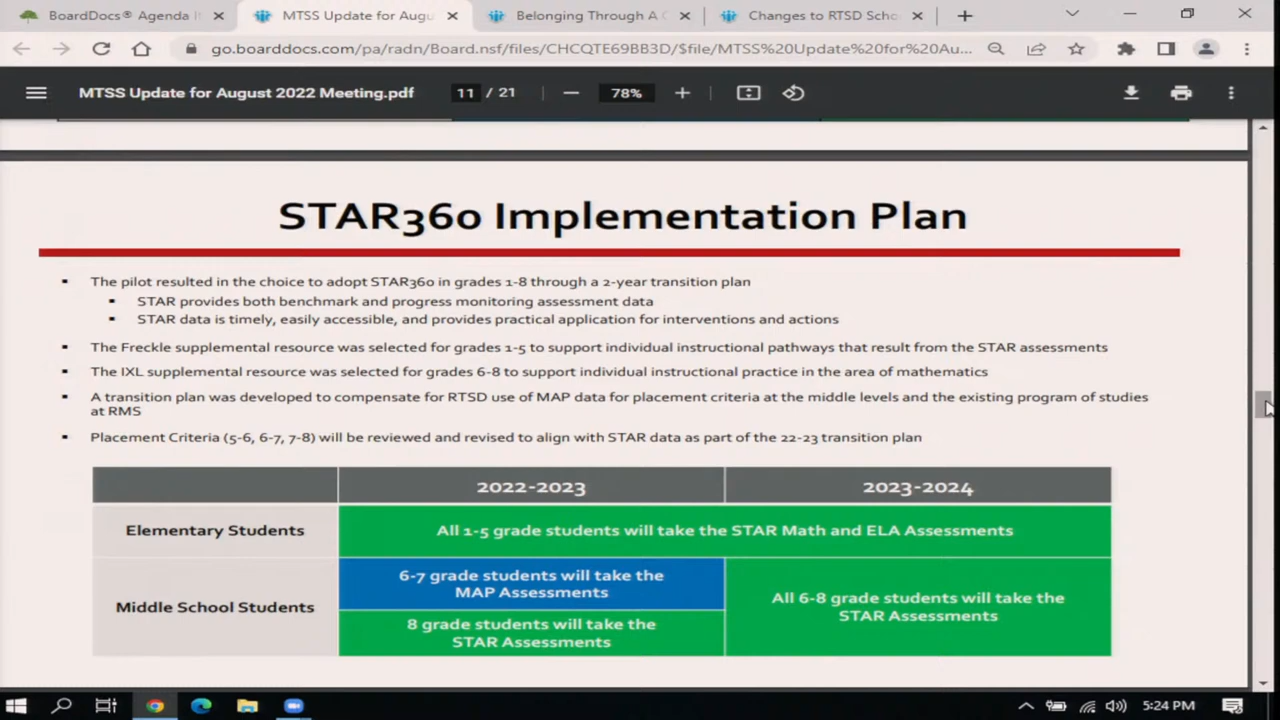 BoardDocs® Agenda I
MTSS Update for Augu
Belonging Through A C
Changes to RTSD Scho
go.boarddocs.com/pa/radn/Board.nsf/files/CHCQTE69BB3D/$file/MTSS%20Update%20for%20Au...
MTSS Update for August 2022 Meeting.pdf
11 / 21
78%
STAR360 Implementation Plan
The pilot resulted in the choice to adopt STAR360 in grades 1-8 through a 2-year transition plan
STAR provides both benchmark and progress monitoring assessment data
STAR data is timely, easily accessible, and provides practical application for interventions and actions
The Freckle supplemental resource was selected for grades 1-5 to support individual instructional pathways that result from the STAR assessments
The IXL supplemental resource was selected for grades 6-8 to support individual instructional practice in the area of mathematics
A transition plan was developed to compensate for RTSD use of MAP data for placement criteria at the middle levels and the existing program of studies
at RMS
Placement Criteria (5-6, 6-7, 7-8) will be reviewed and revised to align with STAR data as part of the 22-23 transition plan
2022-2023
2023-2024
Elementary Students
All 1-5 grade students will take the STAR Math and ELA Assessments
Middle School Students
6-7 grade students will take the
MAP Assessments
8 grade students will take the
STAR Assessments
All 6-8 grade students will take the
STAR Assessments
5:24 PM